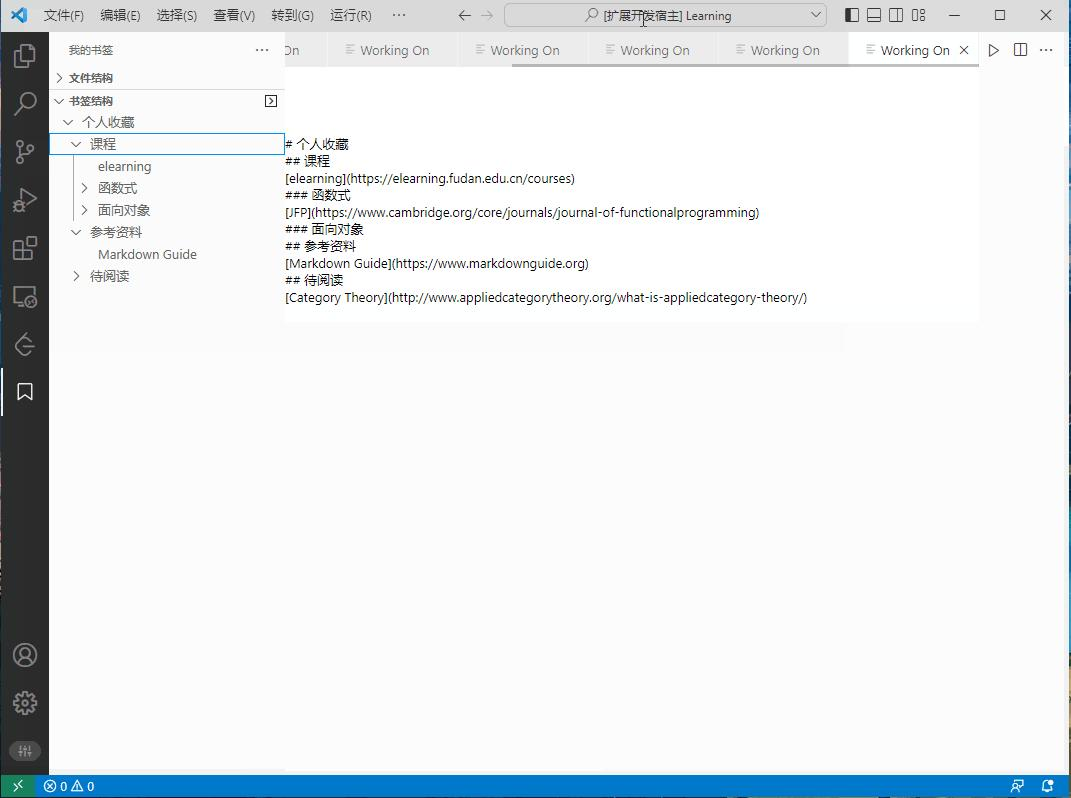 文件(F) 编辑(E) 选择(S) 查看(V) 转到(G) 运行(R) ··· [扩展开发宿主] Learning
我的书签 ···
On Working On Working On Working On Working On Working On ···
文件结构
书签结构
个人收藏
课程
elearning
函数式
面向对象
参考资料
Markdown Guide
待阅读
# 个人收藏
## 课程
[elearning](https://elearning.fudan.edu.cn/courses)
### 函数式
[JFP](https://www.cambridge.org/core/journals/journal-of-functionalprogramming)
### 面向对象
## 参考资料
[Markdown Guide](https://www.markdownguide.org)
## 待阅读
[Category Theory](http://www.appliedcategorytheory.org/what-is-appliedcategory-theory/)
0 0